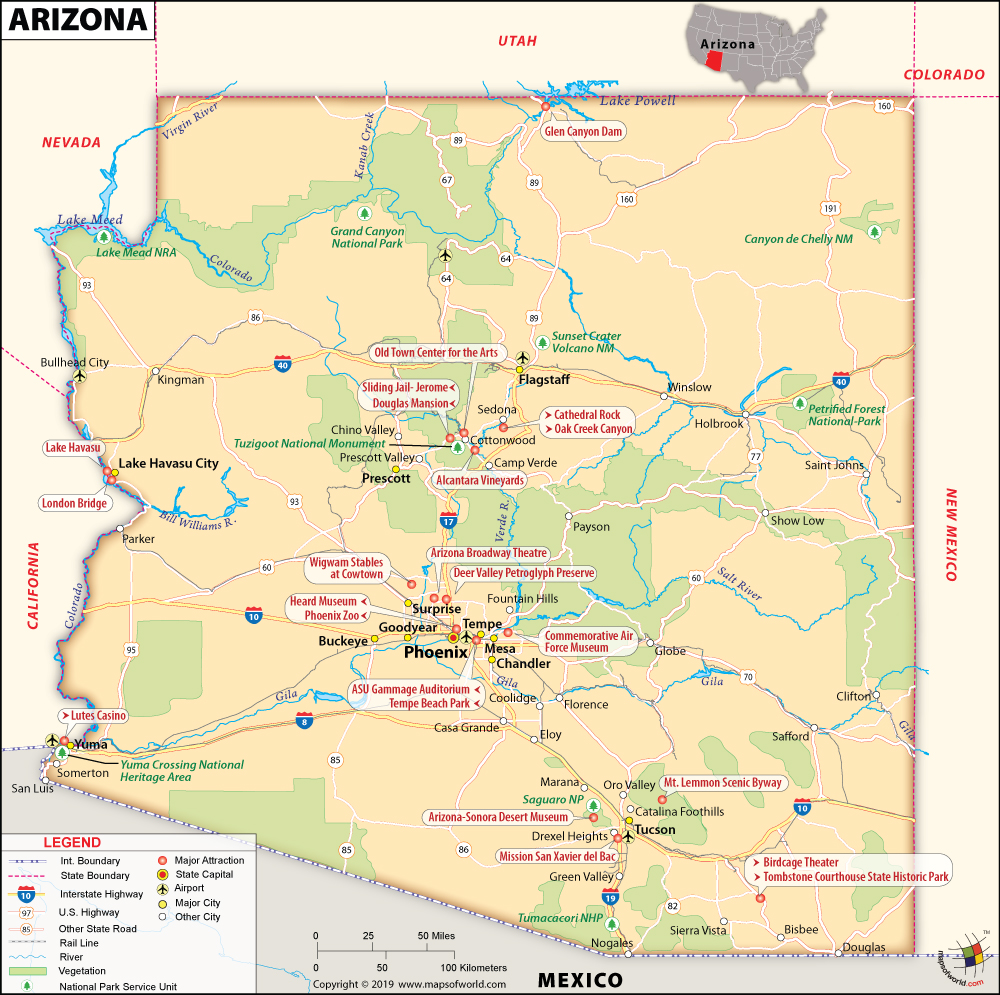 ARIZONA
UTAH
Arizona
COLORADO
NEVADA
Virgin River
Kanab Creek
Lake Powell
Glen Canyon Dam
160
89
67
89
160
191
Lake Meed
Lake Mead NRA
Grand Canyon
National Park
Canyon de Chelly NM
Colorado
64
64
93
86
89
Sunset Crater
Volcano NM
Old Town Center for the Arts
Bullhead City
40
Kingman
Flagstaff
Sliding Jail- Jerome
Douglas Mansion
Winslow
40
Petrified Forest
National-Park
Sedona
Cathedral Rock
Oak Creek Canyon
Holbrook
Chino Valley
Tuzigoot National Monument
Cottonwood
Lake Havasu
Lake Havasu City
Prescott Valley
Camp Verde
77
Saint Johns
Prescott
Alcantara Vineyards
London Bridge
93
Bill Williams R.
17
Verde R.
Payson
Show Low
NEW MEXICO
Parker
CALIFORNIA
Colorado
60
Wigwam Stables
at Cowtown
Arizona Broadway Theatre
Deer Valley Petroglyph Preserve
60
Salt River
Heard Museum
Phoenix Zoo
Surprise
Fountain Hills
10
Goodyear
Tempe
Buckeye
Phoenix
Mesa
Commemorative Air
Force Museum
Globe
95
Chandler
Gila
Gila
70
ASU Gammage Auditorium
Tempe Beach Park
Coolidge
Florence
Clifton
Gila
Gila
Lutes Casino
8
Casa Grande
Eloy
Safford
Yuma
Yuma Crossing National
Heritage Area
Somerton
San Luis
85
Marana
Oro Valley
Mt. Lemmon Scenic Byway
Saguaro NP
Catalina Foothills
10
Arizona-Sonora Desert Museum
Tucson
Drexel Heights
85
86
Mission San Xavier del Bac
Birdcage Theater
Tombstone Courthouse State Historic Park
Green Valley
19
82
Tumacacori NHP
Sierra Vista
Bisbee
Nogales
Douglas
MEXICO
LEGEND
Int. Boundary
State Boundary
10
Interstate Highway
97
U.S. Highway
85
Other State Road
Rail Line
River
Vegetation
National Park Service Unit
Major Attraction
State Capital
Airport
Major City
Other City
0 25 50 Miles
0 50 100 Kilometers
Copyright © 2019 www.mapsofworld.com
mapsofworld.com
TM